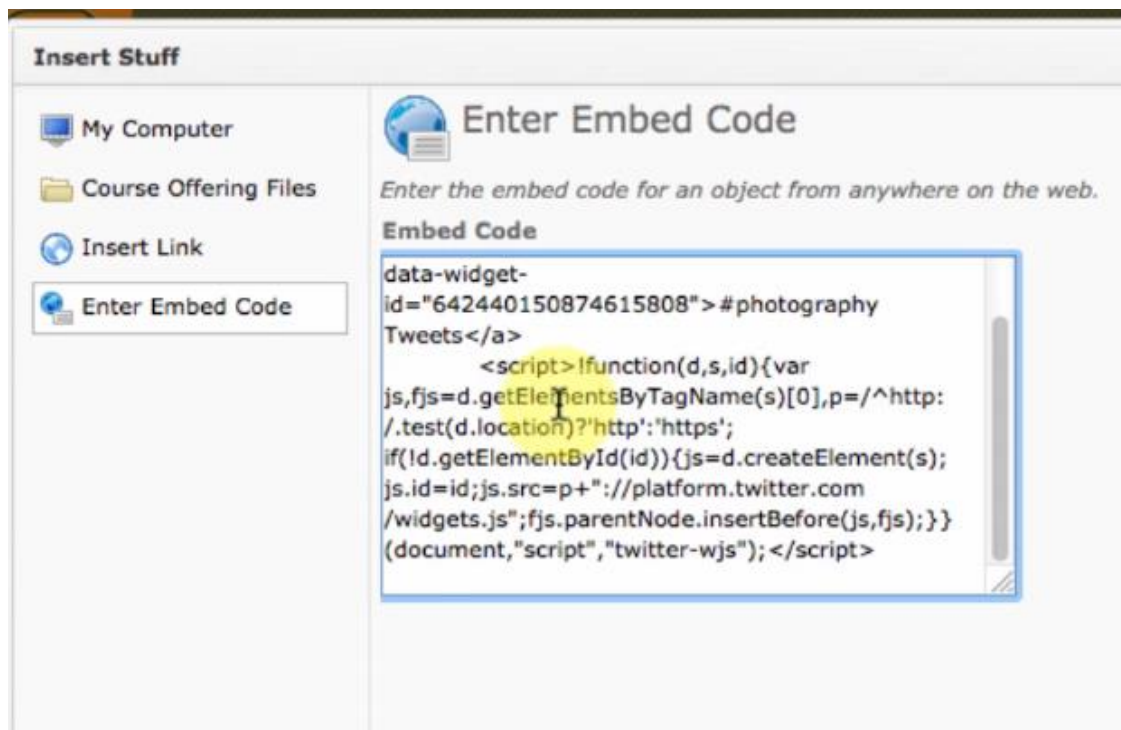 Insert Stuff
My Computer
Course Offering Files
Insert Link
Enter Embed Code
Enter Embed Code
Enter the embed code for an object from anywhere on the web.
Embed Code
data-widget-
id="642440150874615808">#photography
Tweets</a>
<script>!function(d,s,id){var
js,fjs=d.getElementsByTagName(s)[0],p=/^http:
/.test(d.location)?'http':'https';
if(!d.getElementById(id)){js=d.createElement(s);
js.id=id;js.src=p+"://platform.twitter.com
/widgets.js";fjs.parentNode.insertBefore(js,fjs);}}
(document,"script","twitter-wjs");</script>